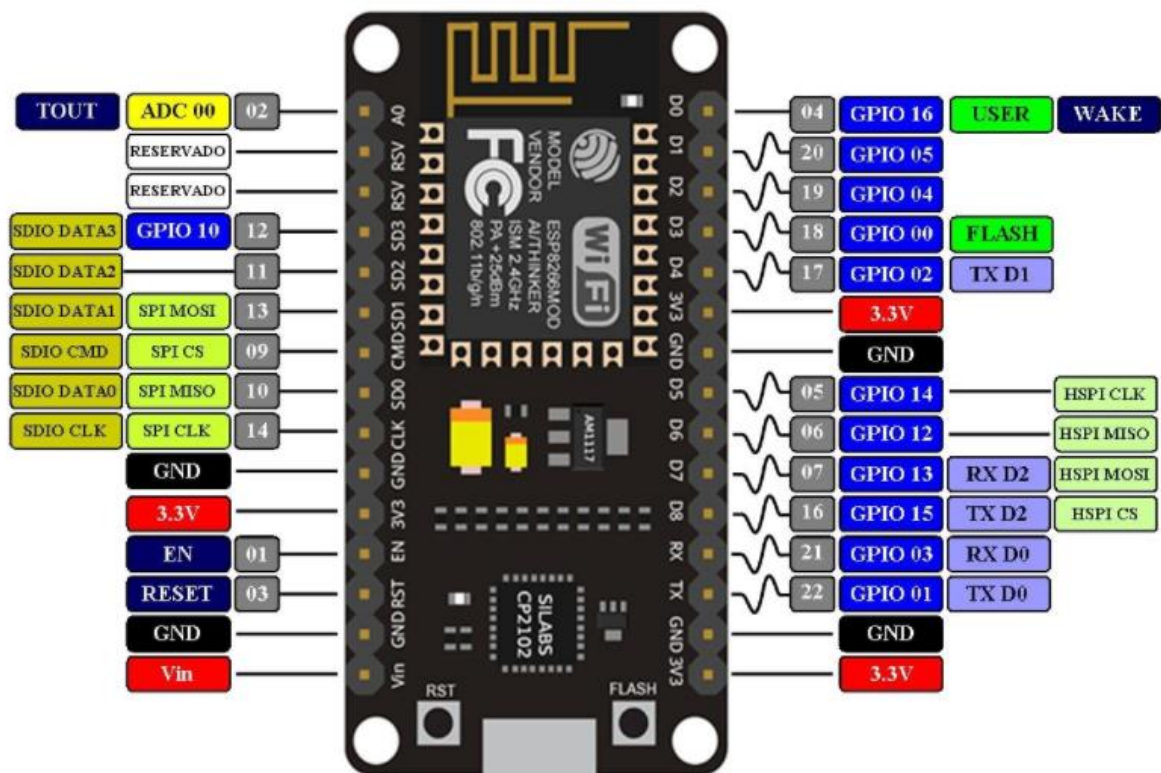 TOUT ADC 00 02 A0
RESERVADO RSV
RESERVADO RSV
SDIO DATA3 GPIO 10 12 SD3
SDIO DATA2 11 SD2
SDIO DATA1 SPI MOSI 13 SD1
SDIO CMD SPI CS 09 CMD
SDIO DATA0 SPI MISO 10 SD0
SDIO CLK SPI CLK 14 CLK
GND GND
3.3V 3V3
EN 01 EN
RESET 03 RST
GND GND
Vin Vin
MODEL
VENDOR
ESP8266MOD
AI/THINKER
ISM 2.4GHz
PA +25dBm
802.11b/g/n
FC
WiFi
AM1117
SILABS
CP2102
RST
FLASH
D0 04 GPIO 16 USER WAKE
D1 20 GPIO 05
D2 19 GPIO 04
D3 18 GPIO 00 FLASH
D4 17 GPIO 02 TX D1
3V3 3.3V
GND GND
D5 05 GPIO 14 HSPI CLK
D6 06 GPIO 12 HSPI MISO
D7 07 GPIO 13 RX D2 HSPI MOSI
D8 16 GPIO 15 TX D2 HSPI CS
RX 21 GPIO 03 RX D0
TX 22 GPIO 01 TX D0
GND GND
3V3 3.3V